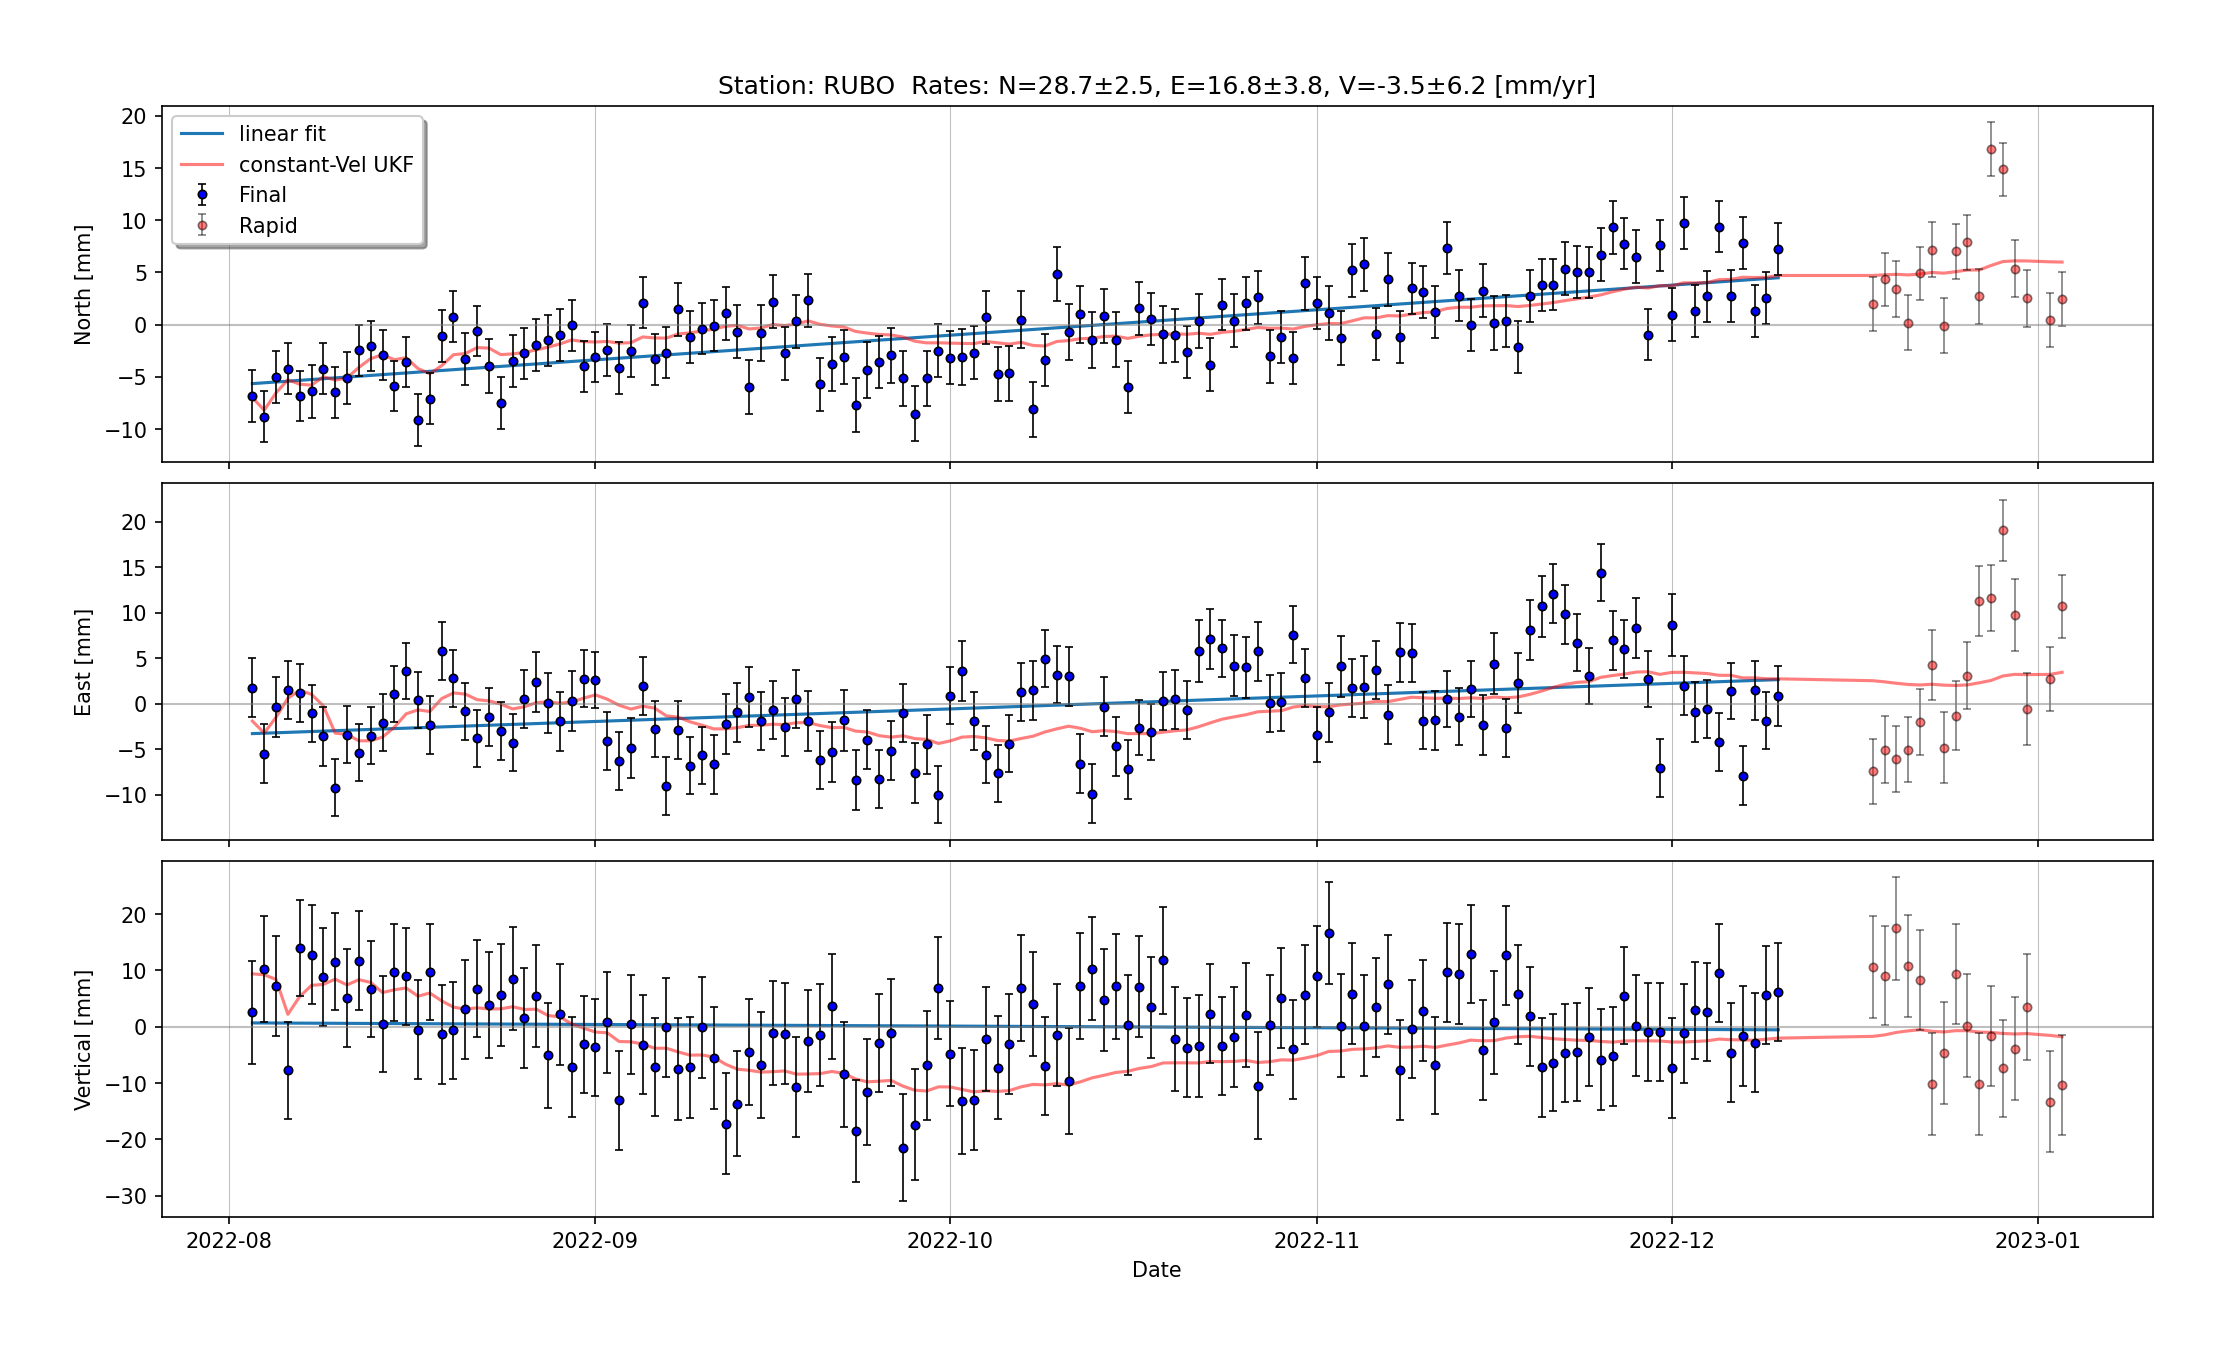 Station: RUBO  Rates: N=28.7±2.5, E=16.8±3.8, V=-3.5±6.2 [mm/yr]
linear fit
constant-Vel UKF
Final
Rapid
North [mm]
20
15
10
5
0
−5
−10
East [mm]
20
15
10
5
0
−5
−10
Vertical [mm]
20
10
0
−10
−20
−30
2022-08
2022-09
2022-10
2022-11
2022-12
2023-01
Date